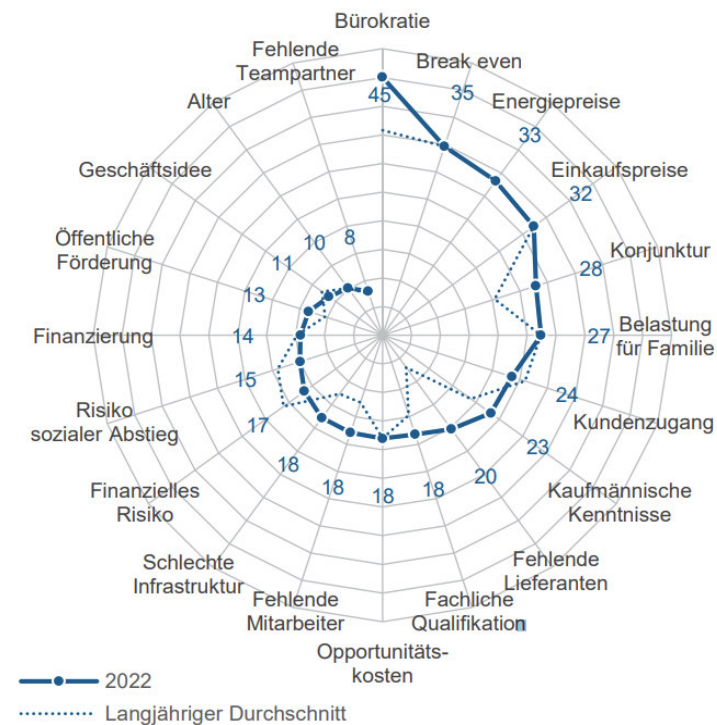 Bürokratie
Break even
Energiepreise
Einkaufspreise
Konjunktur
Belastung
für Familie
Kundenzugang
Kaufmännische
Kenntnisse
Fehlende
Lieferanten
Fachliche
Qualifikation
Opportunitäts-
kosten
Fehlende
Mitarbeiter
Schlechte
Infrastruktur
Finanzielles
Risiko
Risiko
sozialer Abstieg
Finanzierung
Öffentliche
Förderung
Geschäftsidee
Alter
Fehlende
Teampartner
45
35
33
32
28
27
24
23
20
18
18
18
18
17
15
14
13
11
10
8
2022
Langjähriger Durchschnitt